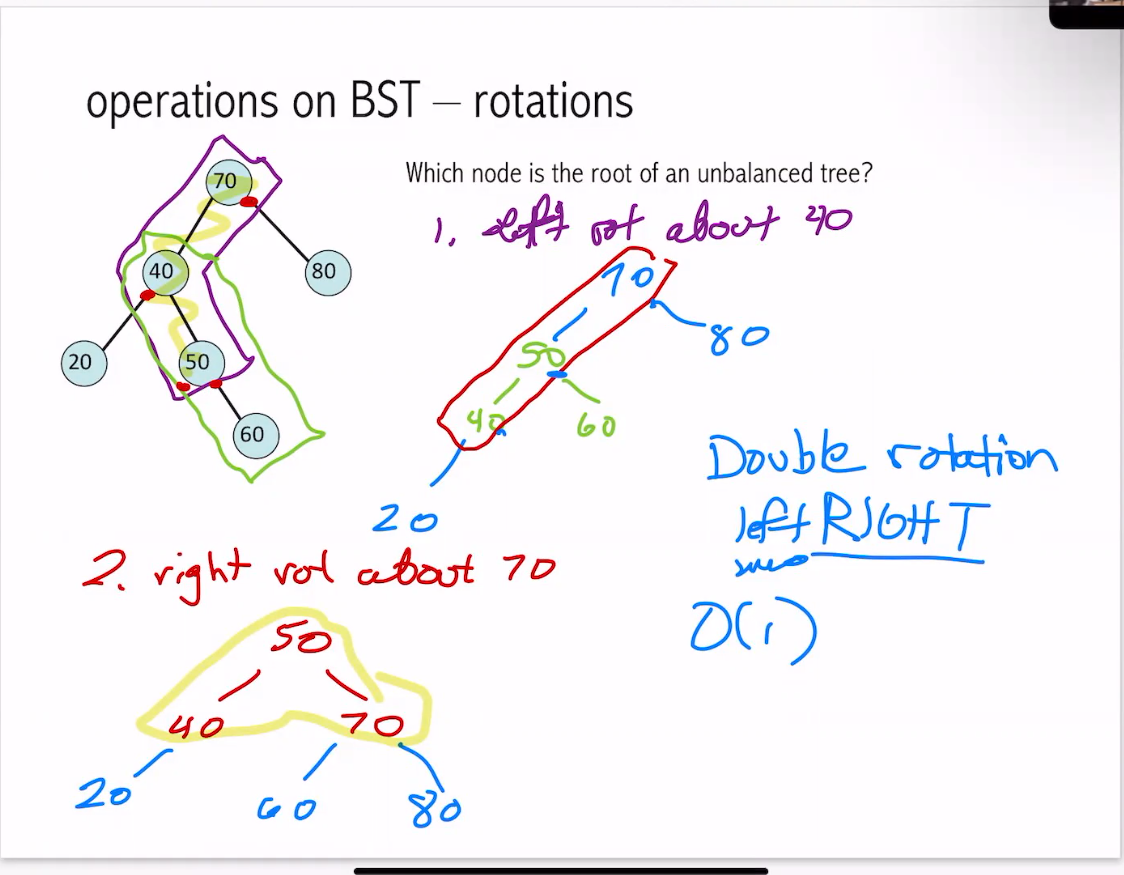 operations on BST – rotations
Which node is the root of an unbalanced tree?
1. left rot about 40
70
40
80
20
50
60
70
80
50
40
60
20
Double rotation
left RIGHT
O(1)
2. right rot about 70
50
40
70
20
60
80